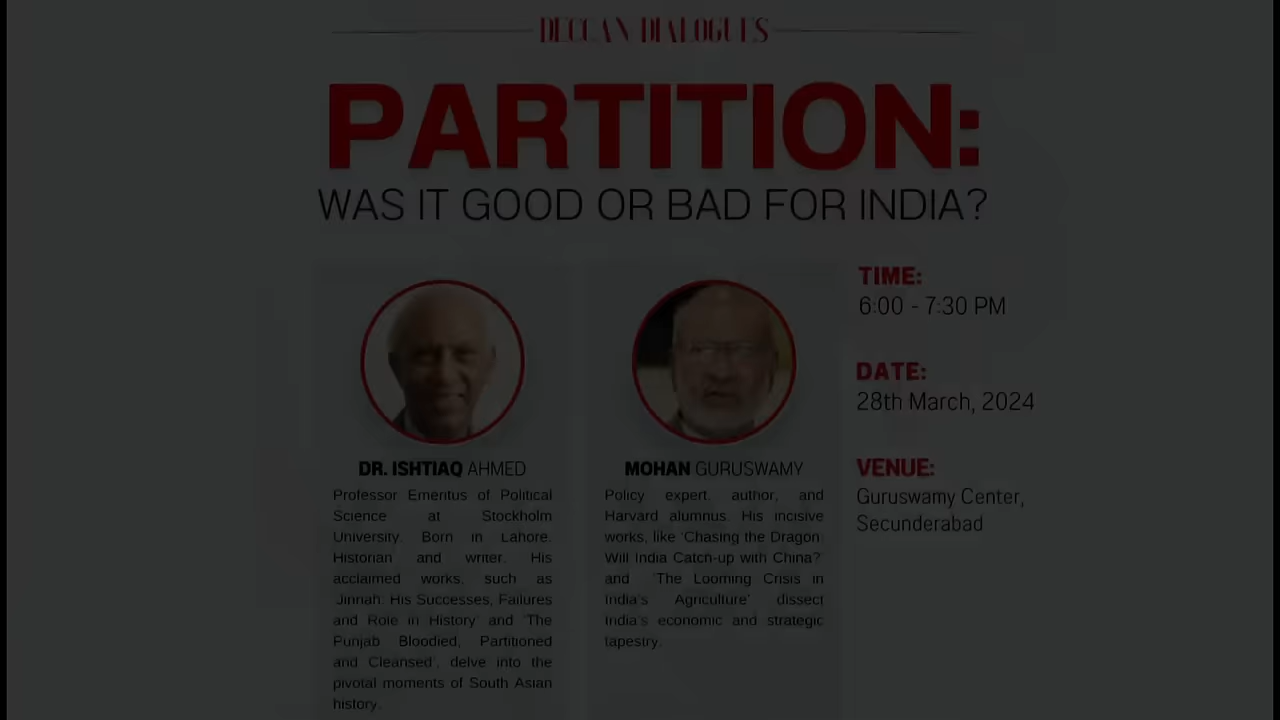 DECCAN DIALOGUES
PARTITION:
WAS IT GOOD OR BAD FOR INDIA?
DR. ISHTIAQ AHMED
Professor Emeritus of Political
Science at Stockholm
University. Born in Lahore.
Historian and writer. His
acclaimed works, such as
'Jinnah: His Successes, Failures
and Role in History' and 'The
Punjab Bloodied, Partitioned
and Cleansed', delve into the
pivotal moments of South Asian
history.
MOHAN GURUSWAMY
Policy expert, author, and
Harvard alumnus. His incisive
works, like 'Chasing the Dragon:
Will India Catch-up with China?'
and 'The Looming Crisis in
India's Agriculture' dissect
India's economic and strategic
tapestry.
TIME:
6:00 - 7:30 PM
DATE:
28th March, 2024
VENUE:
Guruswamy Center,
Secunderabad